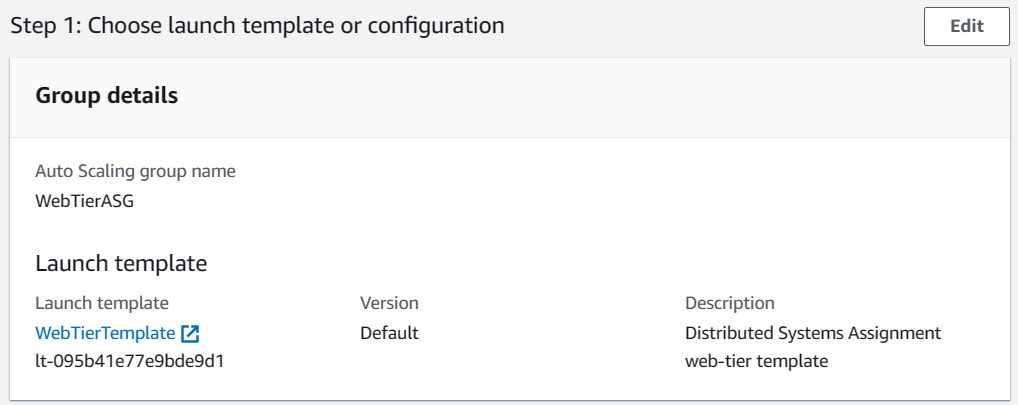 Step 1: Choose launch template or configuration
Edit
Group details
Auto Scaling group name
WebTierASG
Launch template
Launch template
WebTierTemplate
lt-095b41e77e9bde9d1
Version
Default
Description
Distributed Systems Assignment
web-tier template